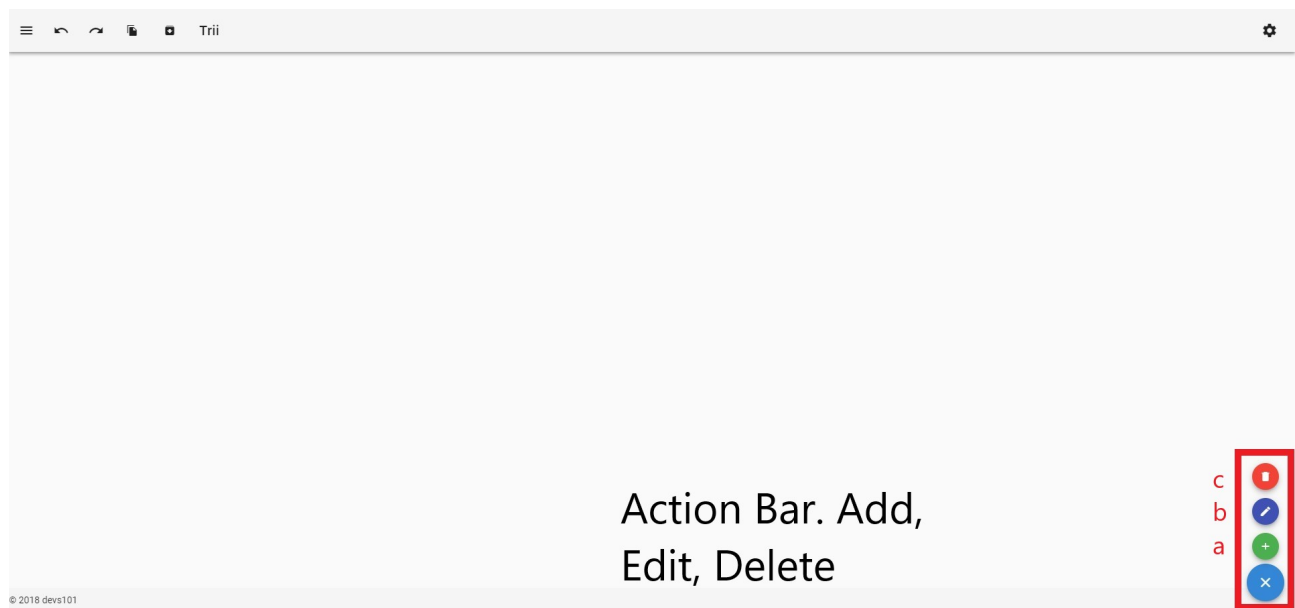 Trii
Action Bar. Add,
Edit, Delete
c
b
a
© 2018 devs101